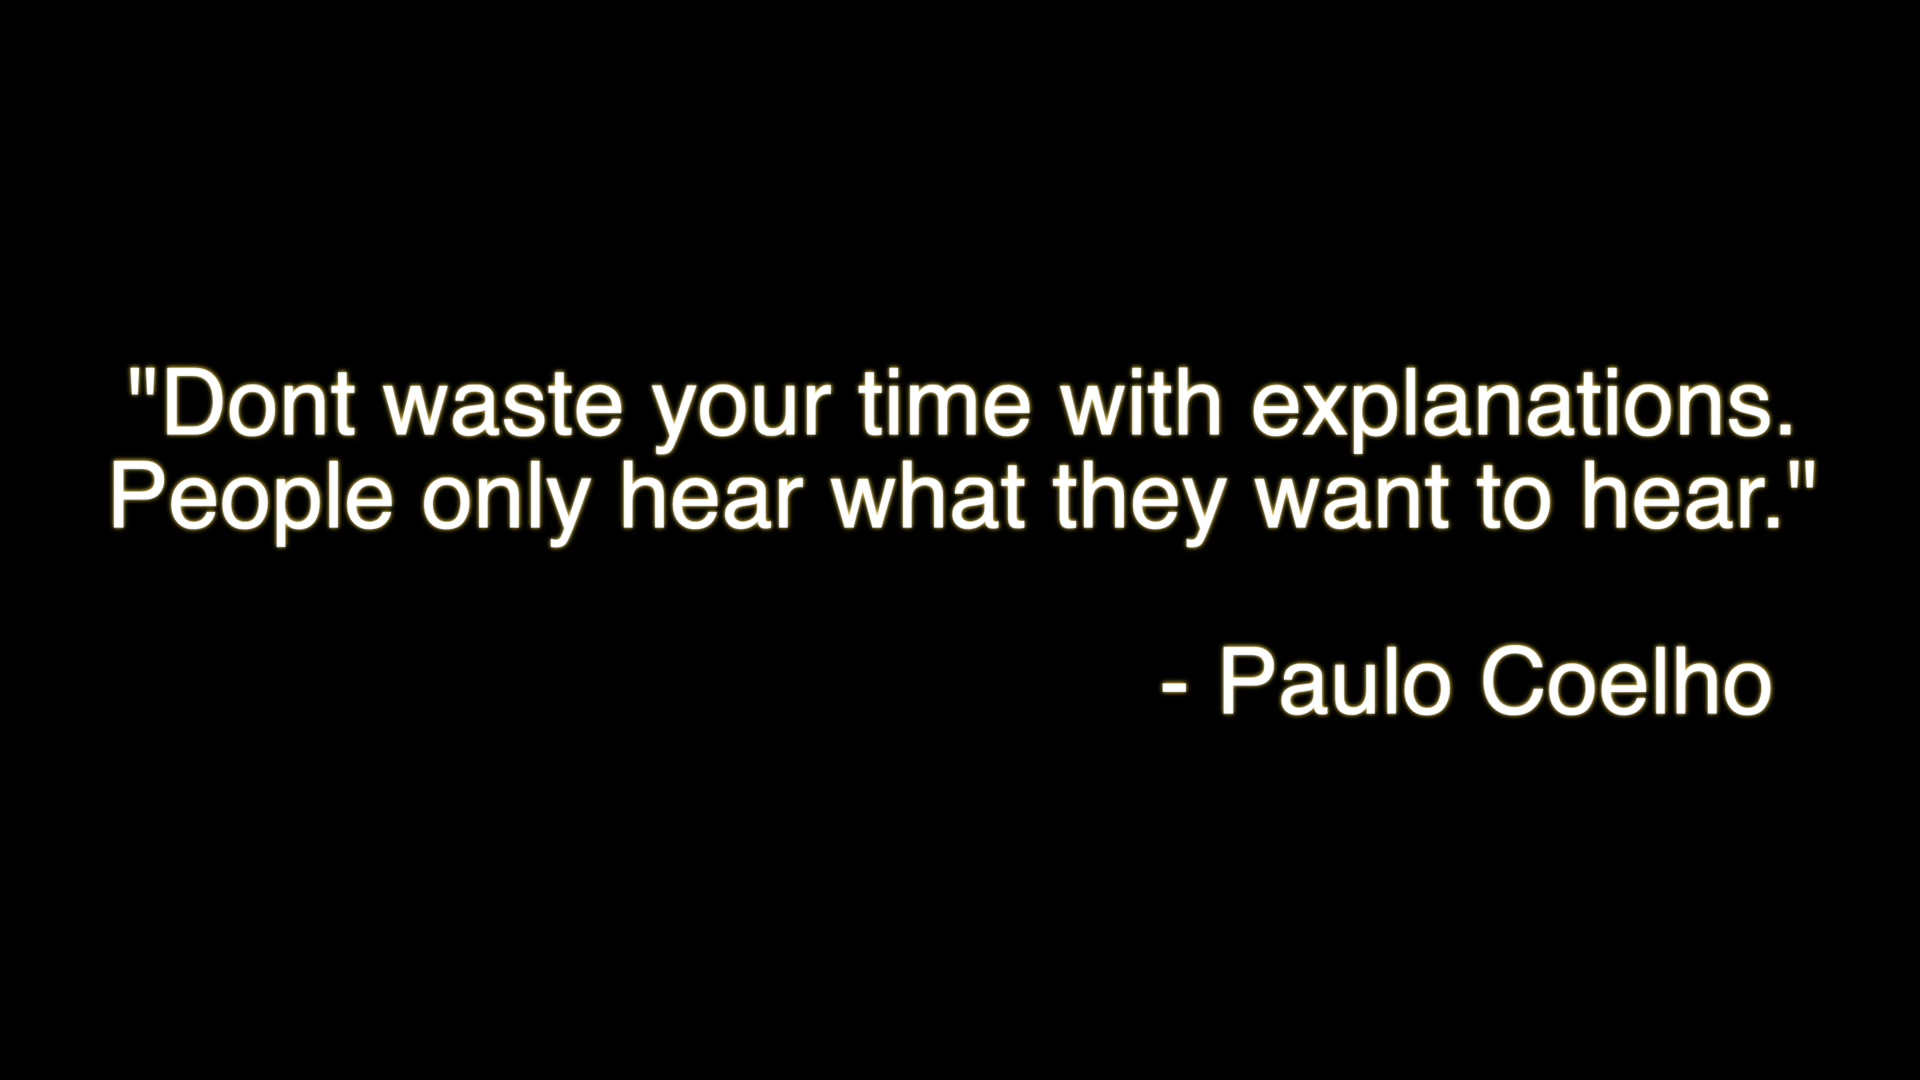 "Dont waste your time with explanations.
People only hear what they want to hear."
- Paulo Coelho